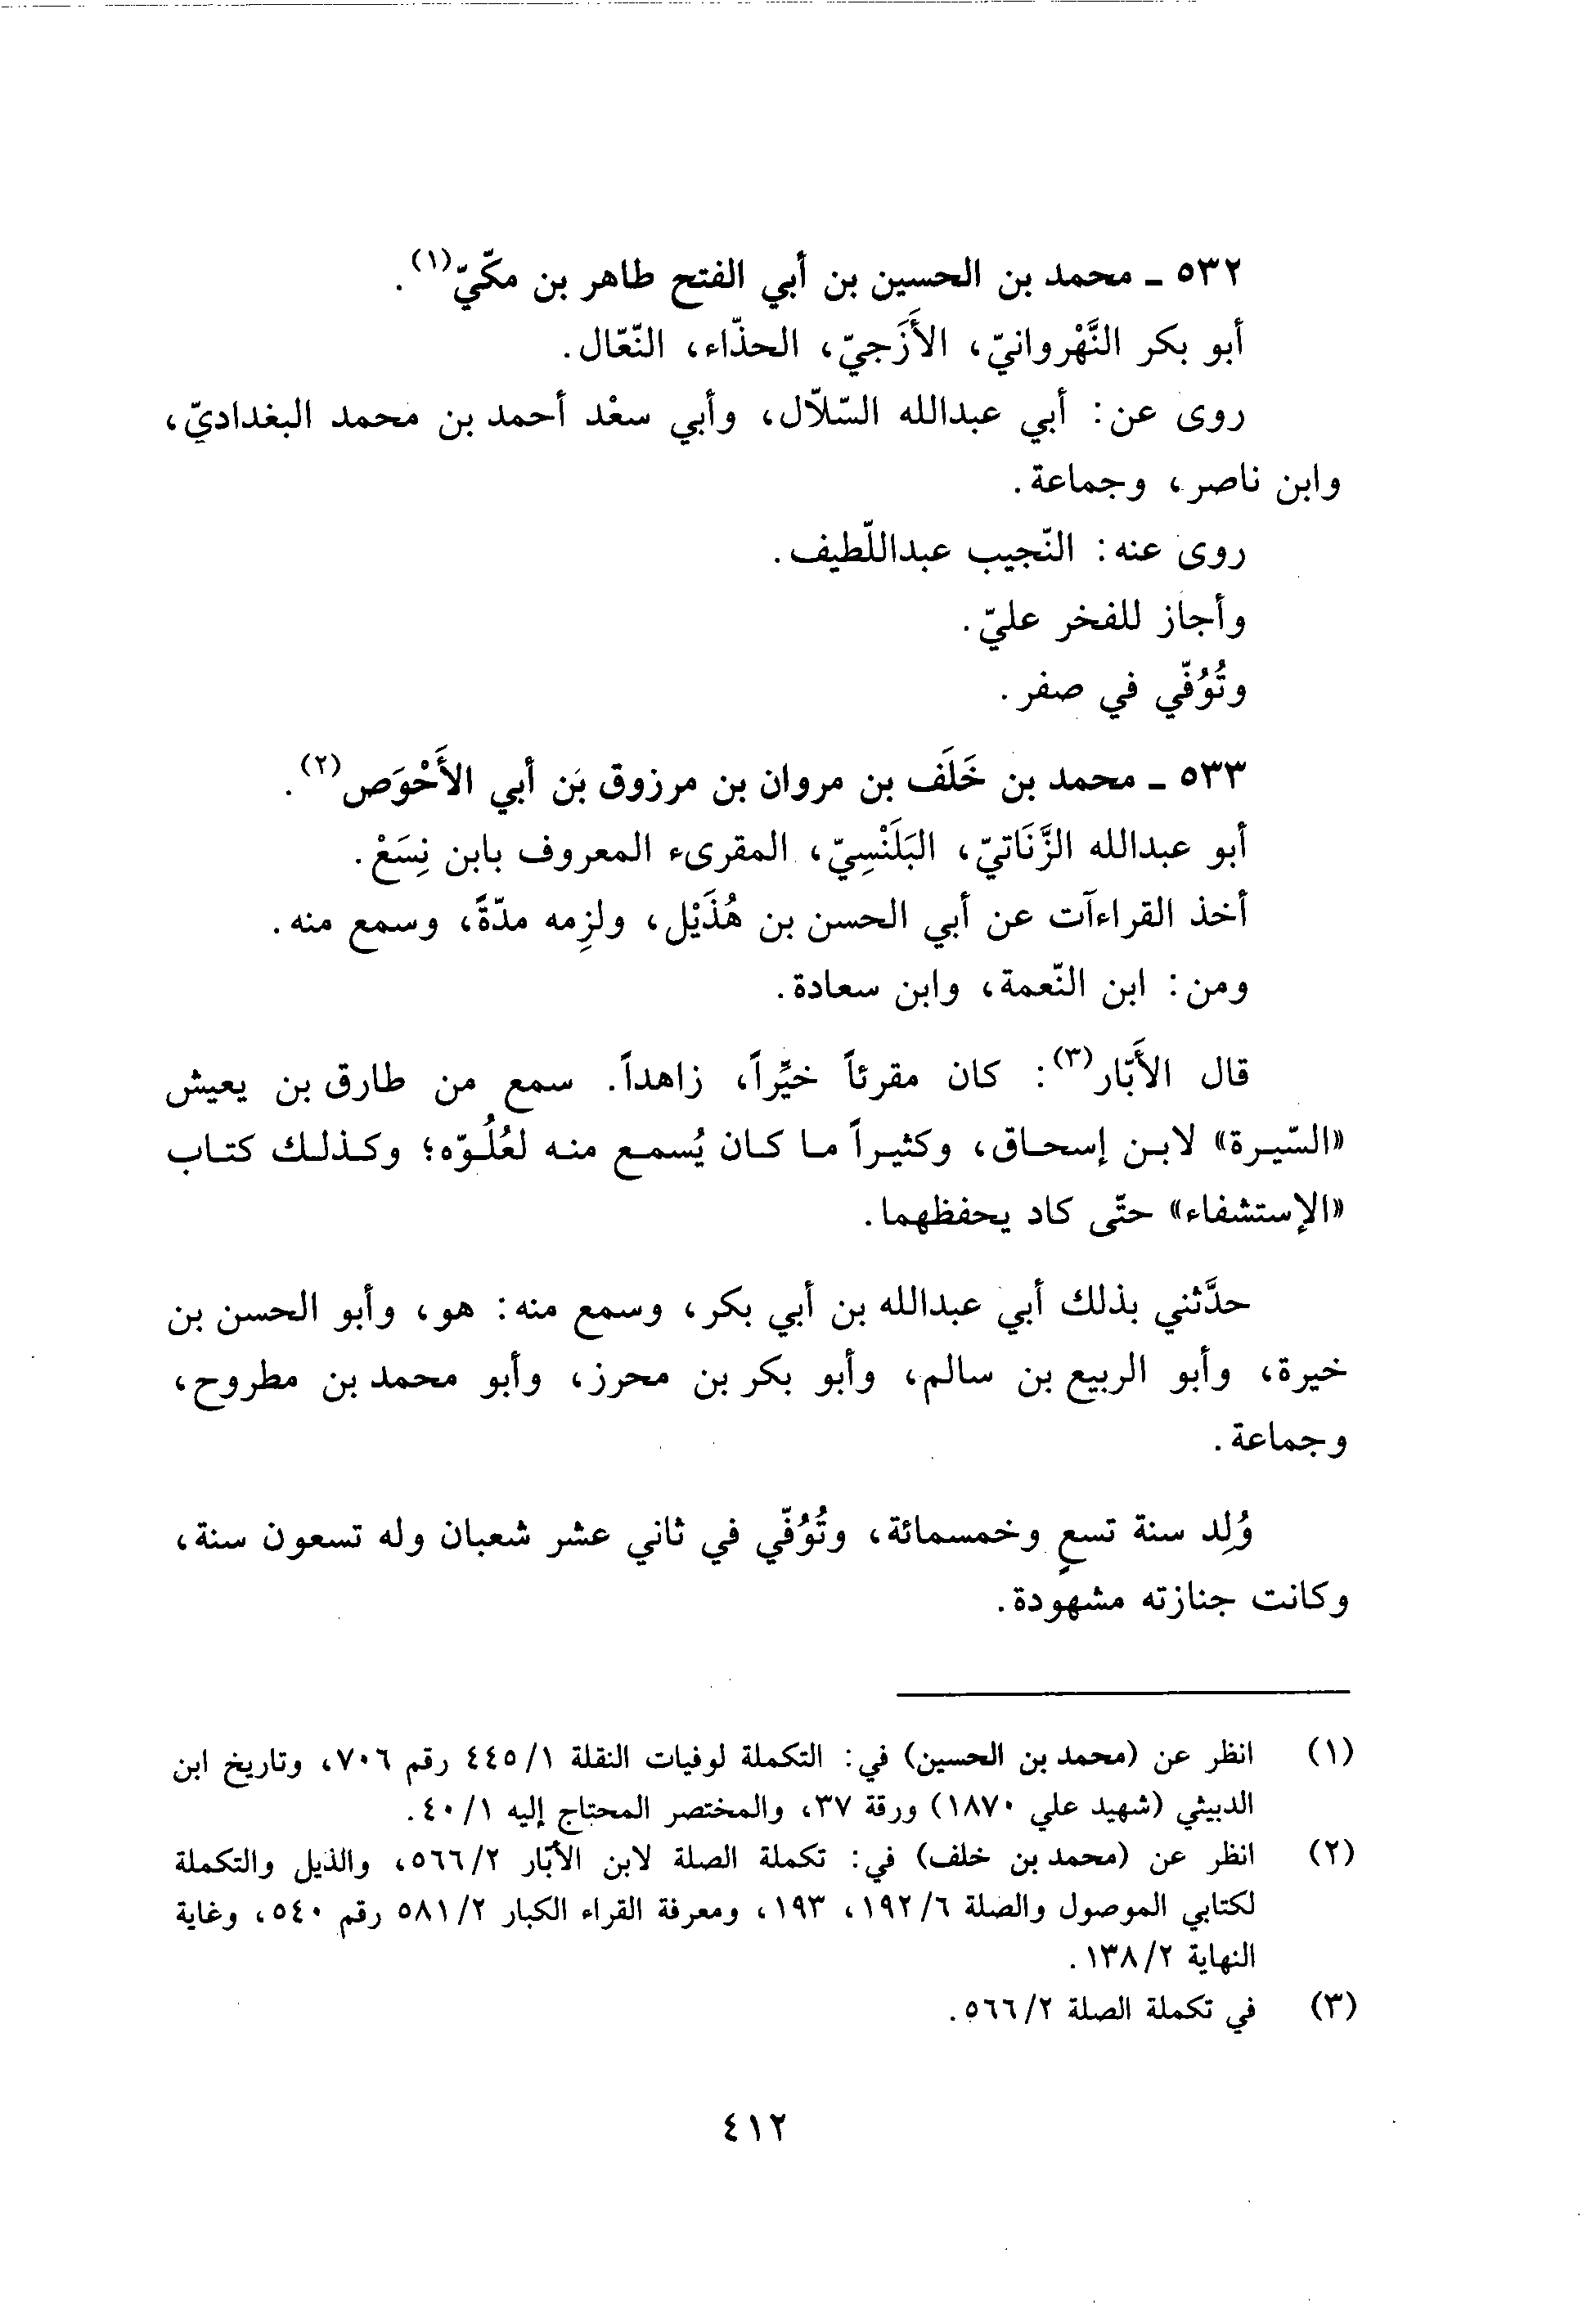 ٥٣٢ ـ محمد بن الحسين بن أبي الفتح طاهر بن مكّيّ(١).
أبو بكر النَّهْروانيّ، الأَزَجيّ، الحذّاء، النّعّال.
روى عن: أبي عبدالله السّلاّل، وأبي سعْد أحمد بن محمد البغداديّ،
وابن ناصر، وجماعة.
روى عنه: النّجيب عبداللّطيف.
وأجاز للفخر عليّ.
وتُوُفّي في صفر.
٥٣٣ ـ محمد بن خَلَف بن مروان بن مرزوق بَن أبي الأَحْوَص(٢).
أبو عبدالله الزَّنَاتيّ، البَلَنْسِيّ، المقرىء المعروف بابن نِسَعْ.
أخذ القراءآت عن أبي الحسن بن هُذَيْل، ولزِمه مدّةً، وسمع منه.
ومن: ابن النّعمة، وابن سعادة.
قال الأَبّار(٣): كان مقرئاً خيِّراً، زاهداً. سمع من طارق بن يعيش
«السّيرة» لابن إسحاق، وكثيراً ما كان يُسمع منه لعُلُوّه؛ وكذلك كتاب
«الإستشفاء» حتّى كاد يحفظهما.
حدَّثني بذلك أبي عبدالله بن أبي بكر، وسمع منه: هو، وأبو الحسن بن
خيرة، وأبو الربيع بن سالم، وأبو بكر بن محرز، وأبو محمد بن مطروح،
وجماعة.
وُلِد سنة تسعٍ وخمسمائة، وتُوُفّي في ثاني عشر شعبان وله تسعون سنة،
وكانت جنازته مشهودة.
(١) انظر عن (محمد بن الحسين) في: التكملة لوفيات النقلة ٤٤٥/١ رقم ٧٠٦، وتاريخ ابن
الدبيثي (شهيد علي ١٨٧٠) ورقة ٣٧، والمختصر المحتاج إليه ٤٠/١.
(٢) انظر عن (محمد بن خلف) في: تكملة الصلة لابن الأبّار ٥٦٦/٢، والذيل والتكملة
لكتابي الموصول والصلة ١٩٢/٦، ١٩٣، ومعرفة القراء الكبار ٥٨١/٢ رقم ٥٤٠، وغاية
النهاية ١٣٨/٢.
(٣) في تكملة الصلة ٥٦٦/٢.
٤١٢